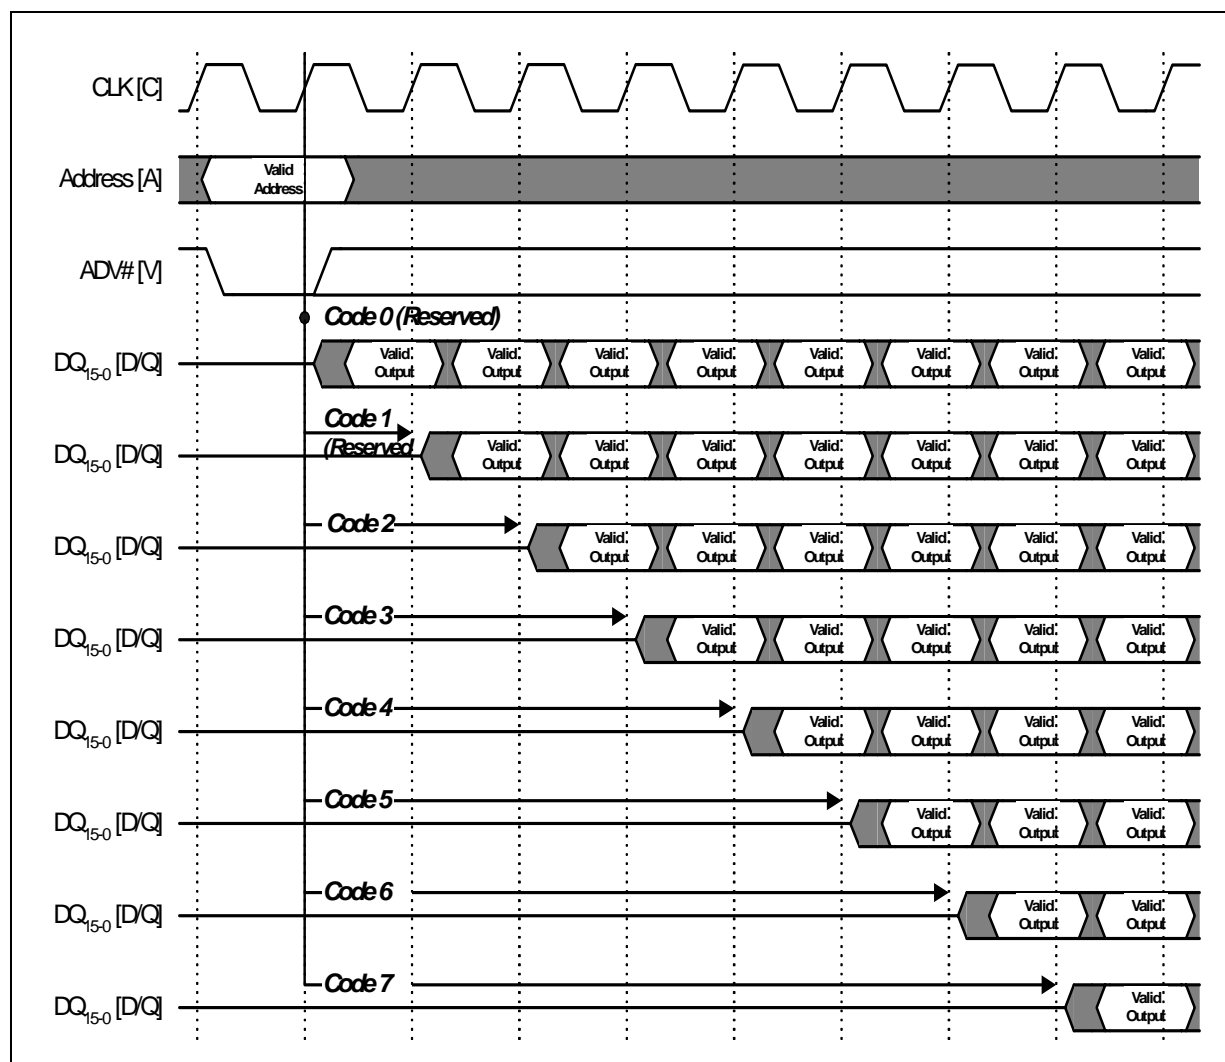 CLK [C]
Address [A]
Valid
Address
ADV# [V]
Code 0 (Reserved)
DQ15-0 [D/Q]
Valid Valid Valid Valid Valid Valid Valid Valid
Output Output Output Output Output Output Output Output
Code 1
(Reserved
DQ15-0 [D/Q]
Valid Valid Valid Valid Valid Valid Valid
Output Output Output Output Output Output Output
Code 2
DQ15-0 [D/Q]
Valid Valid Valid Valid Valid Valid
Output Output Output Output Output Output
Code 3
DQ15-0 [D/Q]
Valid Valid Valid Valid Valid
Output Output Output Output Output
Code 4
DQ15-0 [D/Q]
Valid Valid Valid Valid
Output Output Output Output
Code 5
DQ15-0 [D/Q]
Valid Valid Valid
Output Output Output
Code 6
DQ15-0 [D/Q]
Valid Valid
Output Output
Code 7
DQ15-0 [D/Q]
Valid
Output